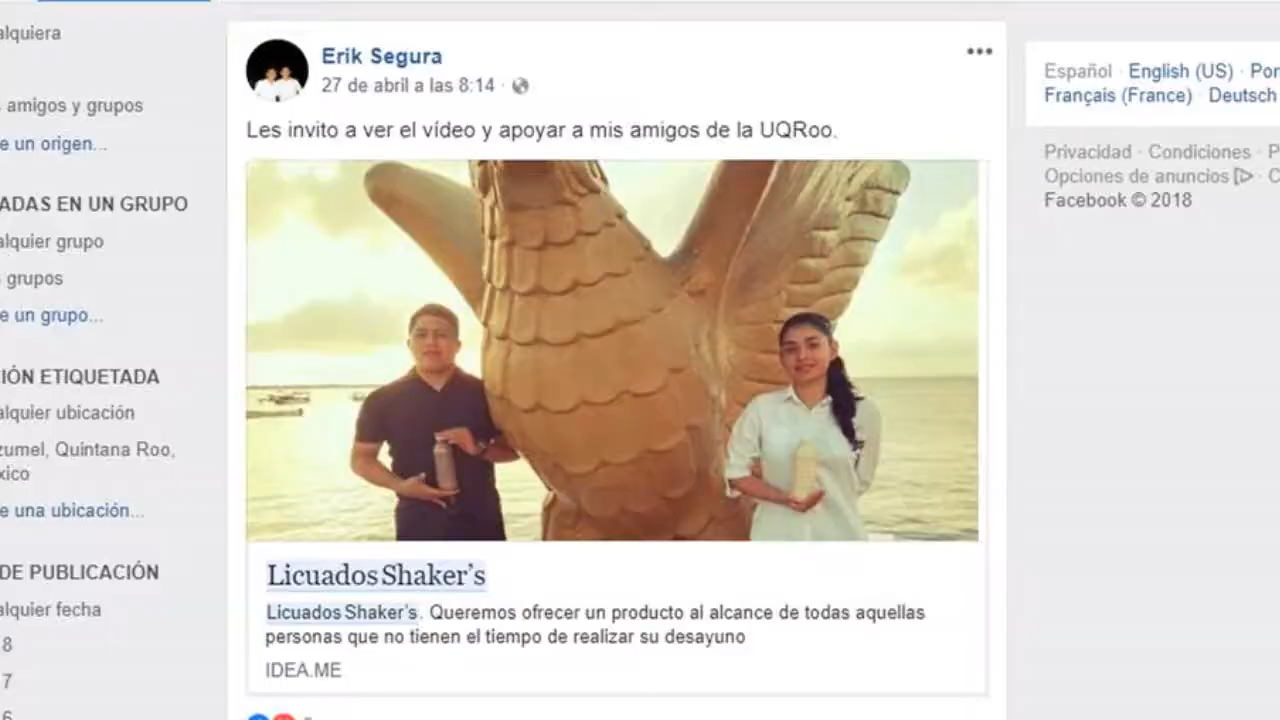 alquiera
amigos y grupos
e un origen...
ADAS EN UN GRUPO
alquier grupo
grupos
e un grupo...
IÓN ETIQUETADA
alquier ubicación
zumel, Quintana Roo,
xico
e una ubicación...
DE PUBLICACIÓN
alquier fecha
8
7
6
Erik Segura
27 de abril a las 8:14 ·
Les invito a ver el vídeo y apoyar a mis amigos de la UQRoo.
Licuados Shaker's
Licuados Shaker's. Queremos ofrecer un producto al alcance de todas aquellas
personas que no tienen el tiempo de realizar su desayuno
IDEA.ME
Español · English (US) · Por
Français (France) · Deutsch
Privacidad · Condiciones · P
Opciones de anuncios · C
Facebook © 2018